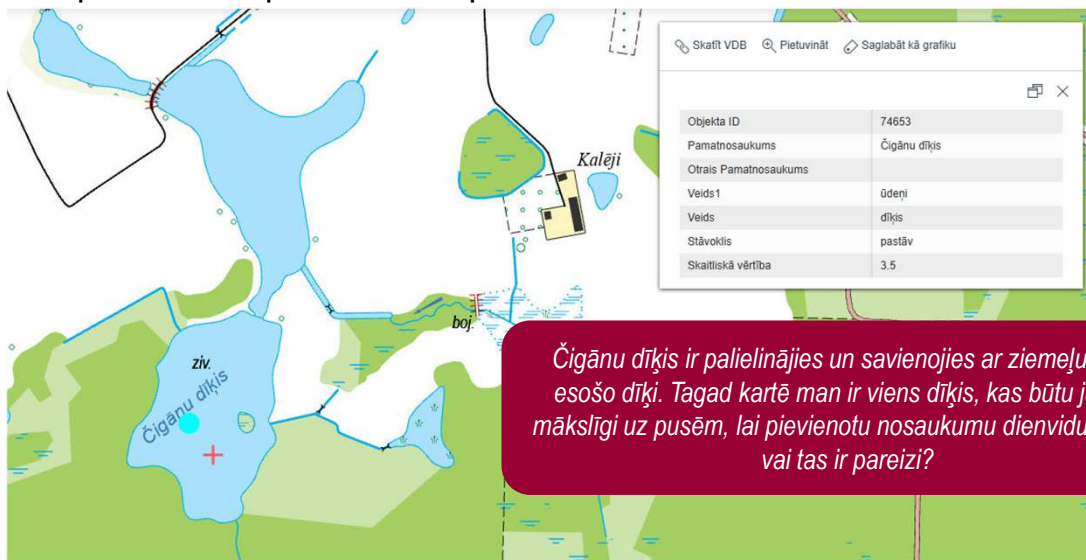 Skatīt VDB Pietuvināt Saglabāt kā grafiku
Objekta ID 74653
Pamatnosaukums Čigānu dīķis
Otrais Pamatnosaukums
Veids1 ūdeņi
Veids dīķis
Stāvoklis pastāv
Skaitliskā vērtība 3.5
Kalēji
boj.
ziv.
Čigānu dīķis
Čigānu dīķis ir palielinājies un savienojies ar ziemeļu
esošo dīķi. Tagad kartē man ir viens dīķis, kas būtu
mākslīgi uz pusēm, lai pievienotu nosaukumu dienvidu
vai tas ir pareizi?